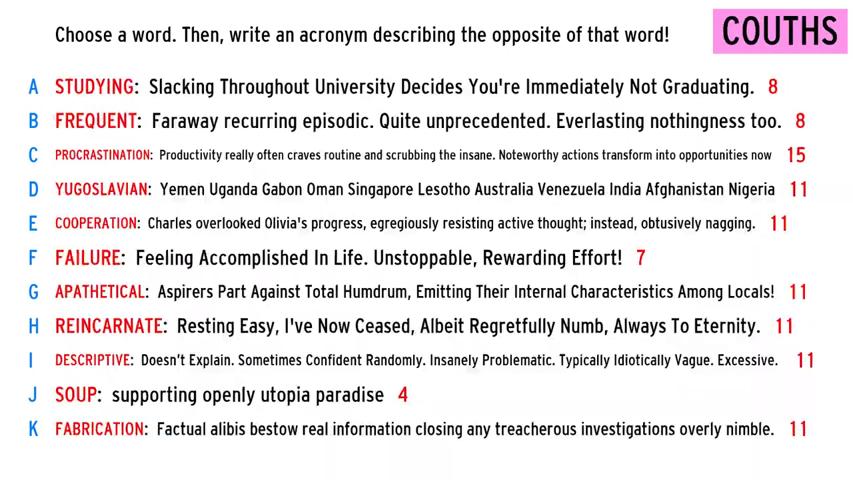 Choose a word. Then, write an acronym describing the opposite of that word! COUTHS
A STUDYING: Slacking Throughout University Decides You're Immediately Not Graduating. 8
B FREQUENT: Faraway recurring episodic. Quite unprecedented. Everlasting nothingness too. 8
C PROCRASTINATION: Productivity really often craves routine and scrubbing the insane. Noteworthy actions transform into opportunities now 15
D YUGOSLAVIAN: Yemen Uganda Gabon Oman Singapore Lesotho Australia Venezuela India Afghanistan Nigeria 11
E COOPERATION: Charles overlooked Olivia's progress, egregiously resisting active thought; instead, obtusively nagging. 11
F FAILURE: Feeling Accomplished In Life. Unstoppable, Rewarding Effort! 7
G APATHETICAL: Aspirers Part Against Total Humdrum, Emitting Their Internal Characteristics Among Locals! 11
H REINCARNATE: Resting Easy, I've Now Ceased, Albeit Regretfully Numb, Always To Eternity. 11
I DESCRIPTIVE: Doesn't Explain. Sometimes Confident Randomly. Insanely Problematic. Typically Idiotically Vague. Excessive. 11
J SOUP: supporting openly utopia paradise 4
K FABRICATION: Factual alibis bestow real information closing any treacherous investigations overly nimble. 11